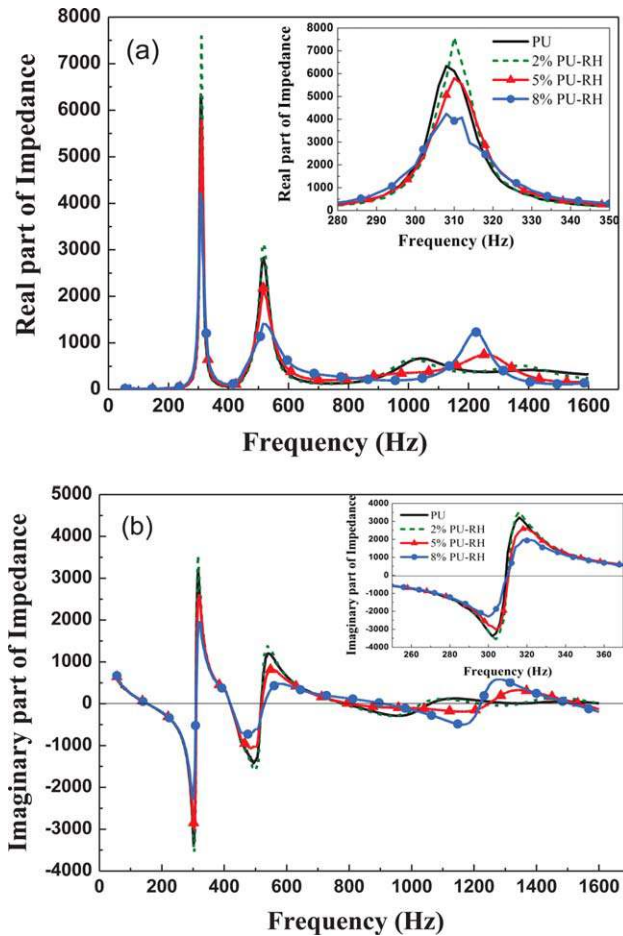 (a)
Real part of Impedance
8000
7000
6000
5000
4000
3000
2000
1000
0
0 200 400 600 800 1000 1200 1400 1600
Frequency (Hz)
Real part of Impedance
8000
7000
6000
5000
4000
3000
2000
1000
0
280 290 300 310 320 330 340 350
Frequency (Hz)
PU
2% PU-RH
5% PU-RH
8% PU-RH
(b)
Imaginary part of Impedance
5000
4000
3000
2000
1000
0
-1000
-2000
-3000
-4000
0 200 400 600 800 1000 1200 1400 1600
Frequency (Hz)
Imaginary part of Impedance
4000
3000
2000
1000
0
-1000
-2000
-3000
-4000
260 280 300 320 340 360
Frequency (Hz)
PU
2% PU-RH
5% PU-RH
8% PU-RH